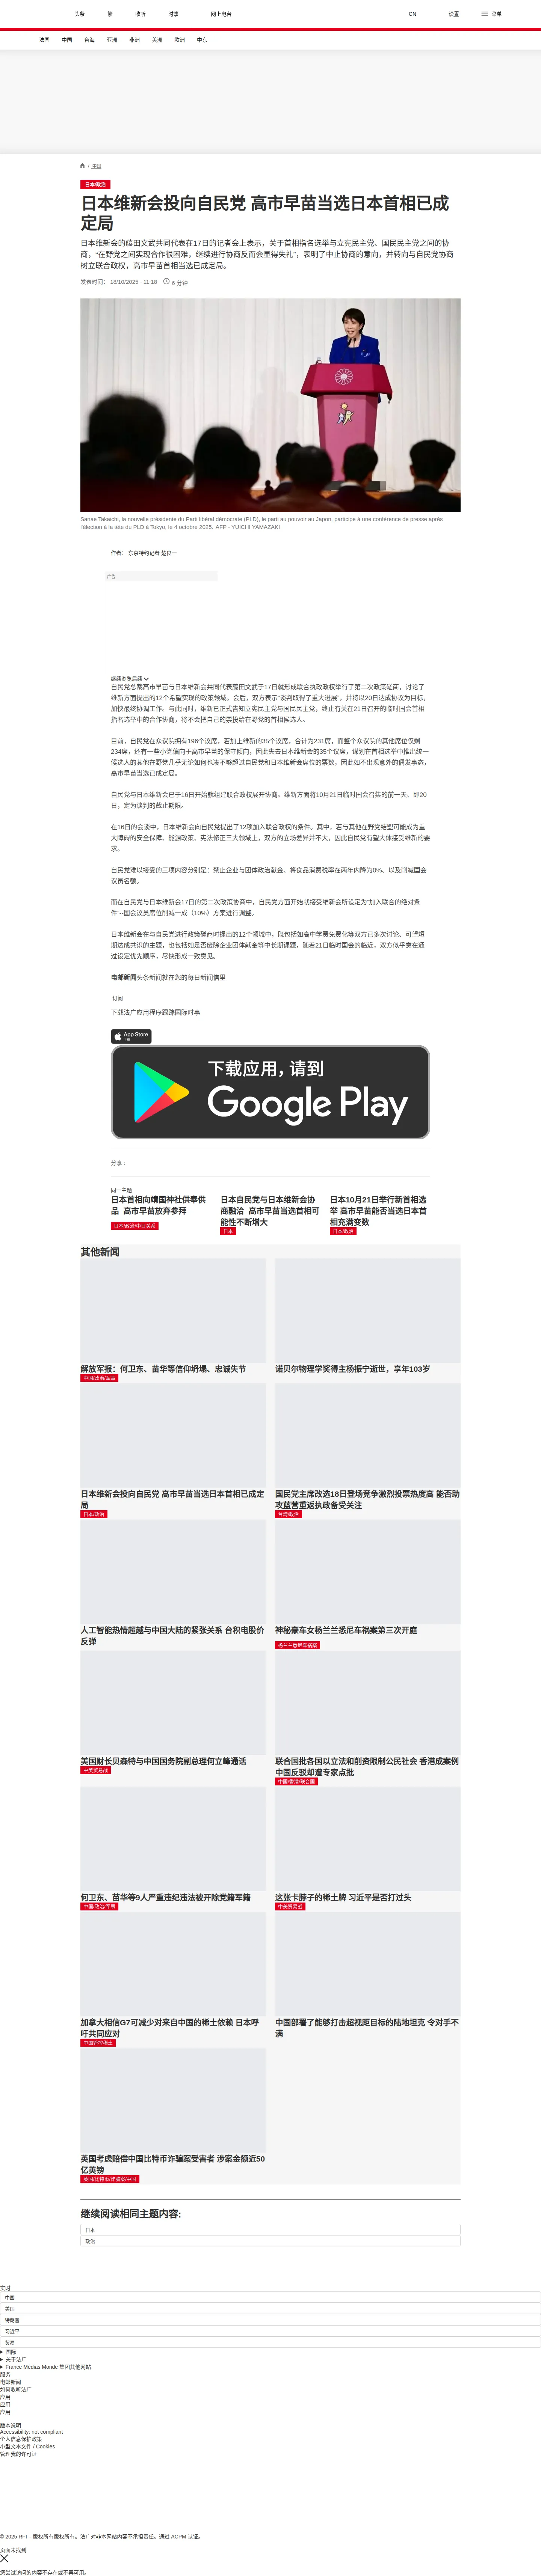 头条
繁
收听
时事
网上电台
CN
设置
菜单
法国
中国
台海
亚洲
非洲
美洲
欧洲
中东
/ 中国
日本/政治
日本维新会投向自民党 高市早苗当选日本首相已成
定局
日本维新会的藤田文武共同代表在17日的记者会上表示，关于首相指名选举与立宪民主党、国民民主党之间的协
商，“在野党之间实现合作很困难，继续进行协商反而会显得失礼”，表明了中止协商的意向，并转向与自民党协商
树立联合政权，高市早苗首相当选已成定局。
发表时间： 18/10/2025 - 11:18
6 分钟
Sanae Takaichi, la nouvelle présidente du Parti libéral démocrate (PLD), le parti au pouvoir au Japon, participe à une conférence de presse après
l'élection à la tête du PLD à Tokyo, le 4 octobre 2025. AFP - YUICHI YAMAZAKI
作者： 东京特约记者 楚良一
广告
继续浏览后续
自民党总裁高市早苗与日本维新会共同代表藤田文武于17日就形成联合执政政权举行了第二次政策磋商，讨论了
维新方面提出的12个希望实现的政策领域。会后，双方表示“谈判取得了重大进展”，并将以20日达成协议为目标，
加快最终协调工作。与此同时，维新已正式告知立宪民主党与国民民主党，终止有关在21日召开的临时国会首相
指名选举中的合作协商，将不会把自己的票投给在野党的首相候选人。
目前，自民党在众议院拥有196个议席，若加上维新的35个议席，合计为231席，而整个众议院的其他席位仅为
234席，还有一些小党偏向于高市早苗的保守倾向，因此失去日本维新会的35个议席，谋划在首相选举中推出统一
候选人的其他在野党几乎无论如何也凑不够超过自民党和日本维新会席位的票数，因此如不出现意外的偶发事态，
高市早苗当选已成定局。
自民党与日本维新会已于16日开始就组建联合政权展开协商。维新方面将10月21日临时国会召集的前一天、即20
日，定为谈判的截止期限。
在16日的会谈中，日本维新会向自民党提出了12项加入联合政权的条件。其中，若与其他在野党结盟可能成为重
大障碍的安全保障、能源政策、宪法修正三大领域上，双方的立场差异并不大，因此自民党有望大体接受维新的要
求。
自民党难以接受的三项内容分别是：禁止企业与团体政治献金、将食品消费税率在两年内降为0%、以及削减国会
议员名额。
而在自民党与日本维新会17日的第二次政策协商中，自民党方面开始就接受维新会所设定为“加入联合的绝对条
件”--国会议员席位削减一成（10%）方案进行调整。
日本维新会在与自民党进行政策磋商时提出的12个领域中，既包括如高中学费免费化等双方已多次讨论、可望短
期达成共识的主题，也包括如是否废除企业团体献金等中长期课题，随着21日临时国会的临近，双方似乎意在通
过设定优先顺序，尽快形成一致意见。
电邮新闻头条新闻就在您的每日新闻信里
订阅
下载法广应用程序跟踪国际时事
App Store
下载
下载应用，请到
Google Play
分享 :
同一主题
日本首相向靖国神社供奉供
品 高市早苗放弃参拜
日本/政治/中日关系
日本自民党与日本维新会协
商融洽 高市早苗当选首相可
能性不断增大
日本
日本10月21日举行新首相选
举 高市早苗能否当选日本首
相充满变数
日本/政治
其他新闻
解放军报：何卫东、苗华等信仰坍塌、忠诚失节
中国/政治/军事
诺贝尔物理学奖得主杨振宁逝世，享年103岁
日本维新会投向自民党 高市早苗当选日本首相已成定
局
日本/政治
国民党主席改选18日登场竞争激烈投票热度高 能否助
攻蓝营重返执政备受关注
台湾/政治
人工智能热情超越与中国大陆的紧张关系 台积电股价
反弹
神秘豪车女杨兰兰悉尼车祸案第三次开庭
杨兰兰悉尼车祸案
美国财长贝森特与中国国务院副总理何立峰通话
中美贸易战
联合国批各国以立法和削资限制公民社会 香港成案例
中国反驳却遭专家点批
中国/香港/联合国
何卫东、苗华等9人严重违纪违法被开除党籍军籍
中国/政治/军事
这张卡脖子的稀土牌 习近平是否打过头
中美贸易战
加拿大相信G7可减少对来自中国的稀土依赖 日本呼
吁共同应对
中国管控稀土
中国部署了能够打击超视距目标的陆地坦克 令对手不
满
英国考虑赔偿中国比特币诈骗案受害者 涉案金额近50
亿英镑
英国/比特币/诈骗案/中国
继续阅读相同主题内容:
日本
政治
实时
中国
美国
特朗普
习近平
贸易
国际
关于法广
France Médias Monde 集团其他网站
服务
电邮新闻
如何收听法广
应用
应用
应用
版本说明
Accessibility: not compliant
个人信息保护政策
小型文本文件 / Cookies
管理我的许可证
© 2025 RFI – 版权所有版权所有。法广对非本网站内容不承担责任。通过 ACPM 认证。
页面未找到
您尝试访问的内容不存在或不再可用。